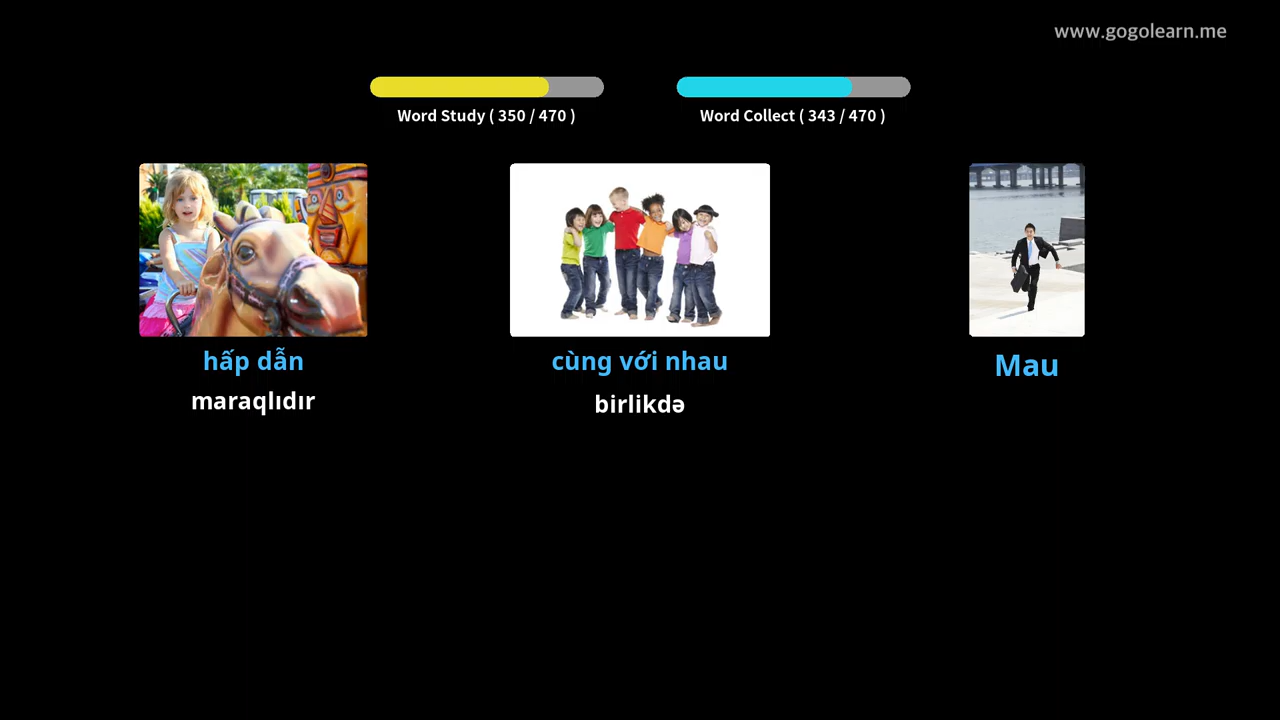 www.gogolearn.me
Word Study ( 350 / 470 )
Word Collect ( 343 / 470 )
hấp dẫn
maraqlıdır
cùng với nhau
birlikdə
Mau